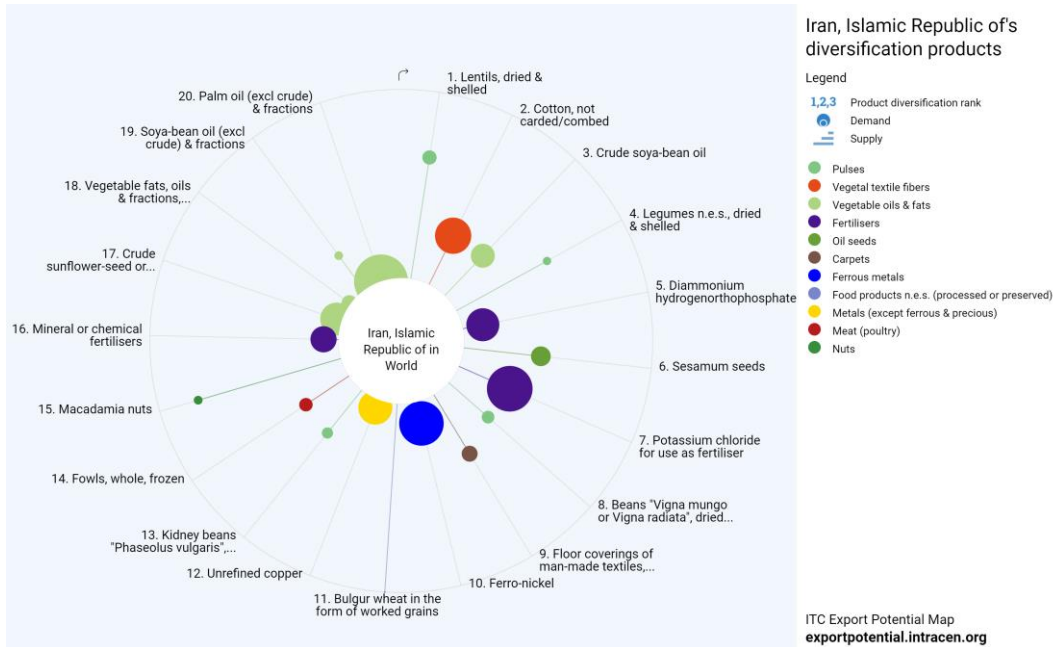 Iran, Islamic Republic of's
diversification products
Legend
1,2,3 Product diversification rank
Demand
Supply
Pulses
Vegetal textile fibers
Vegetable oils & fats
Fertilisers
Oil seeds
Carpets
Ferrous metals
Food products n.e.s. (processed or preserved)
Metals (except ferrous & precious)
Meat (poultry)
Nuts
1. Lentils, dried &
shelled
2. Cotton, not
carded/combed
3. Crude soya-bean oil
4. Legumes n.e.s., dried
& shelled
5. Diammonium
hydrogenorthophosphate
6. Sesamum seeds
7. Potassium chloride
for use as fertiliser
8. Beans "Vigna mungo
or Vigna radiata", dried...
9. Floor coverings of
man-made textiles,...
10. Ferro-nickel
11. Bulgur wheat in the
form of worked grains
12. Unrefined copper
13. Kidney beans
"Phaseolus vulgaris",...
14. Fowls, whole, frozen
15. Macadamia nuts
16. Mineral or chemical
fertilisers
17. Crude
sunflower-seed or...
18. Vegetable fats, oils
& fractions,...
19. Soya-bean oil (excl
crude) & fractions
20. Palm oil (excl crude)
& fractions
Iran, Islamic
Republic of in
World
ITC Export Potential Map
exportpotential.intracen.org